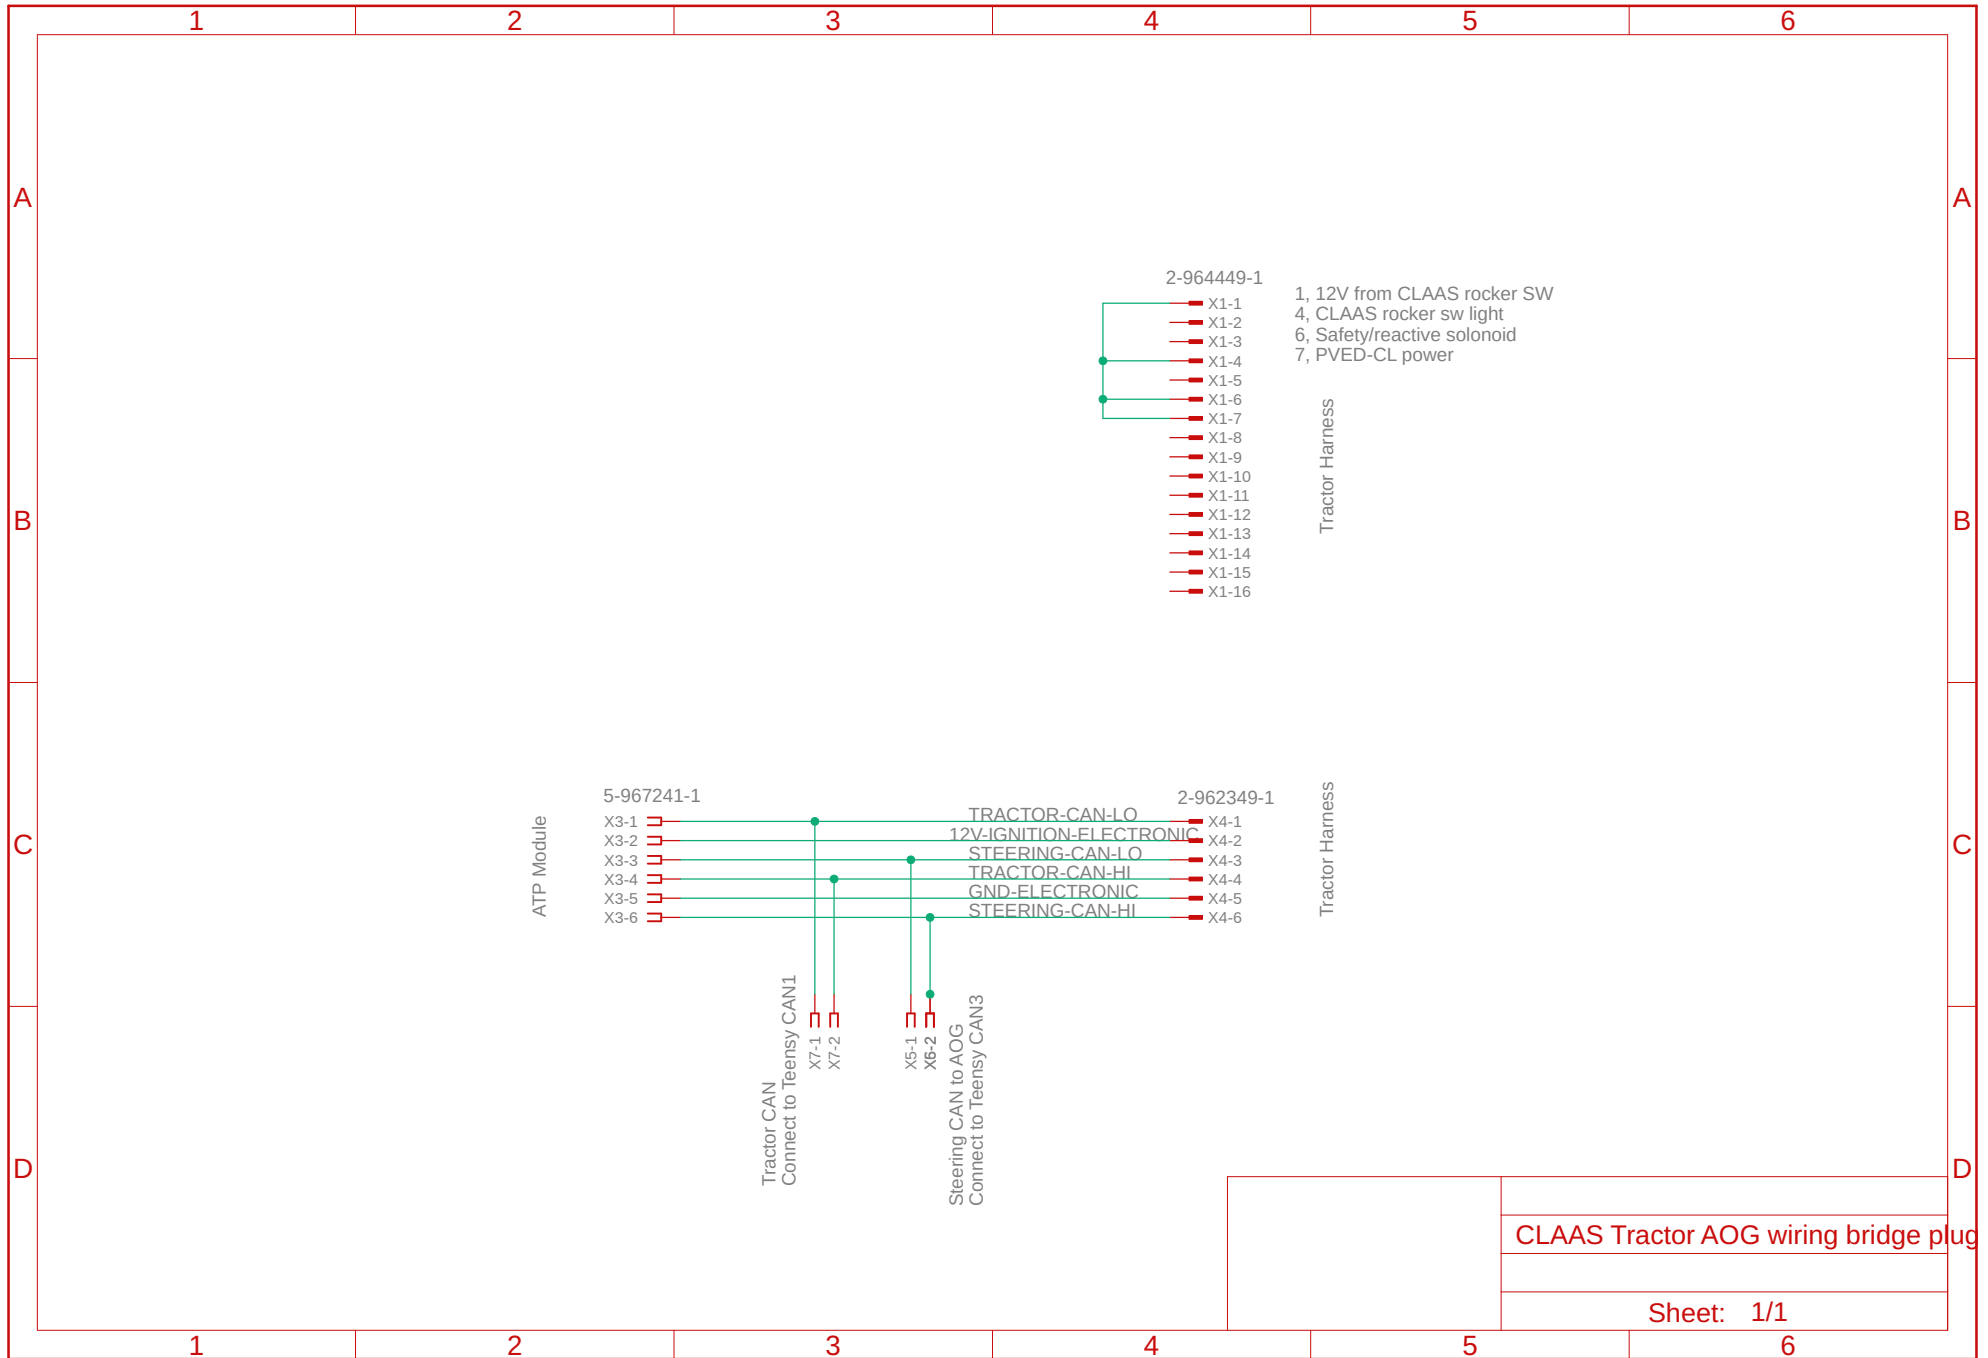 1 2 3 4 5 6
A A
2-964449-1
X1-1
X1-2
X1-3
X1-4
X1-5
X1-6
X1-7
X1-8
X1-9
X1-10
X1-11
X1-12
X1-13
X1-14
X1-15
X1-16
1, 12V from CLAAS rocker SW
4, CLAAS rocker sw light
6, Safety/reactive solonoid
7, PVED-CL power
Tractor Harness
B B
5-967241-1
X3-1
X3-2
X3-3
X3-4
X3-5
X3-6
ATP Module
TRACTOR-CAN-LO
12V-IGNITION-ELECTRONIC
STEERING-CAN-LO
TRACTOR-CAN-HI
GND-ELECTRONIC
STEERING-CAN-HI
2-962349-1
X4-1
X4-2
X4-3
X4-4
X4-5
X4-6
Tractor Harness
C C
Tractor CAN
Connect to Teensy CAN1
X7-1
X7-2
X5-1
Steering CAN to AOG
Connect to Teensy CAN3
D D
CLAAS Tractor AOG wiring bridge plug
Sheet: 1/1
1 2 3 4 5 6